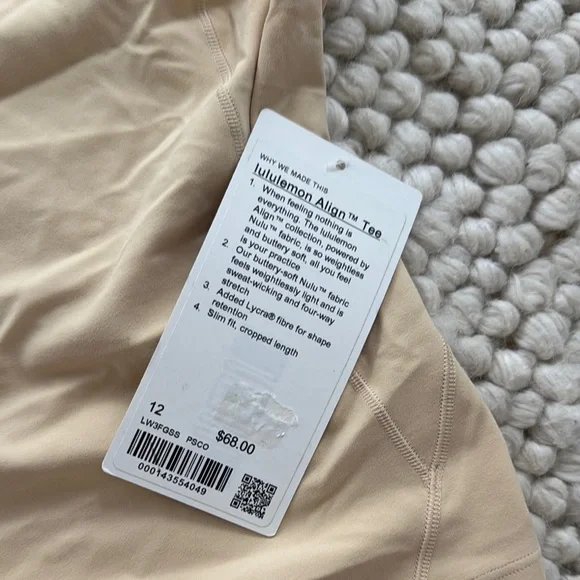 WHY WE MADE THIS
lululemon Align™ Tee
1. When feeling nothing is
everything. The lululemon
Align™ collection, powered by
Nulu™ fabric, is so weightless
and buttery soft, all you feel
is your practice
2. Our buttery-soft Nulu™ fabric
feels weightlessly light and is
sweat-wicking and four-way
stretch
3. Added Lycra® fibre for shape
retention
4. Slim fit, cropped length
12
$68.00
LW3FGSS PSCO
000143554049